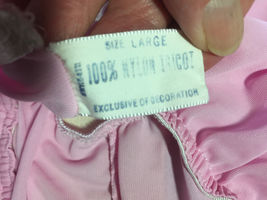 SIZE LARGE
100% NYLON TRICOT
EXCLUSIVE OF DECORATION